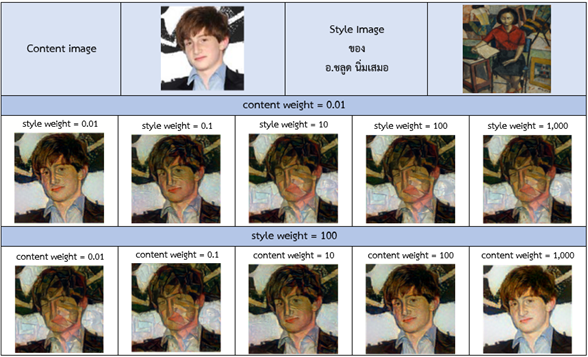 Content image
Style Image
ของ
อ.ชลูด นิ่มเสมอ
content weight = 0.01
style weight = 0.01
style weight = 0.1
style weight = 10
style weight = 100
style weight = 1,000
style weight = 100
content weight = 0.01
content weight = 0.1
content weight = 10
content weight = 100
content weight = 1,000